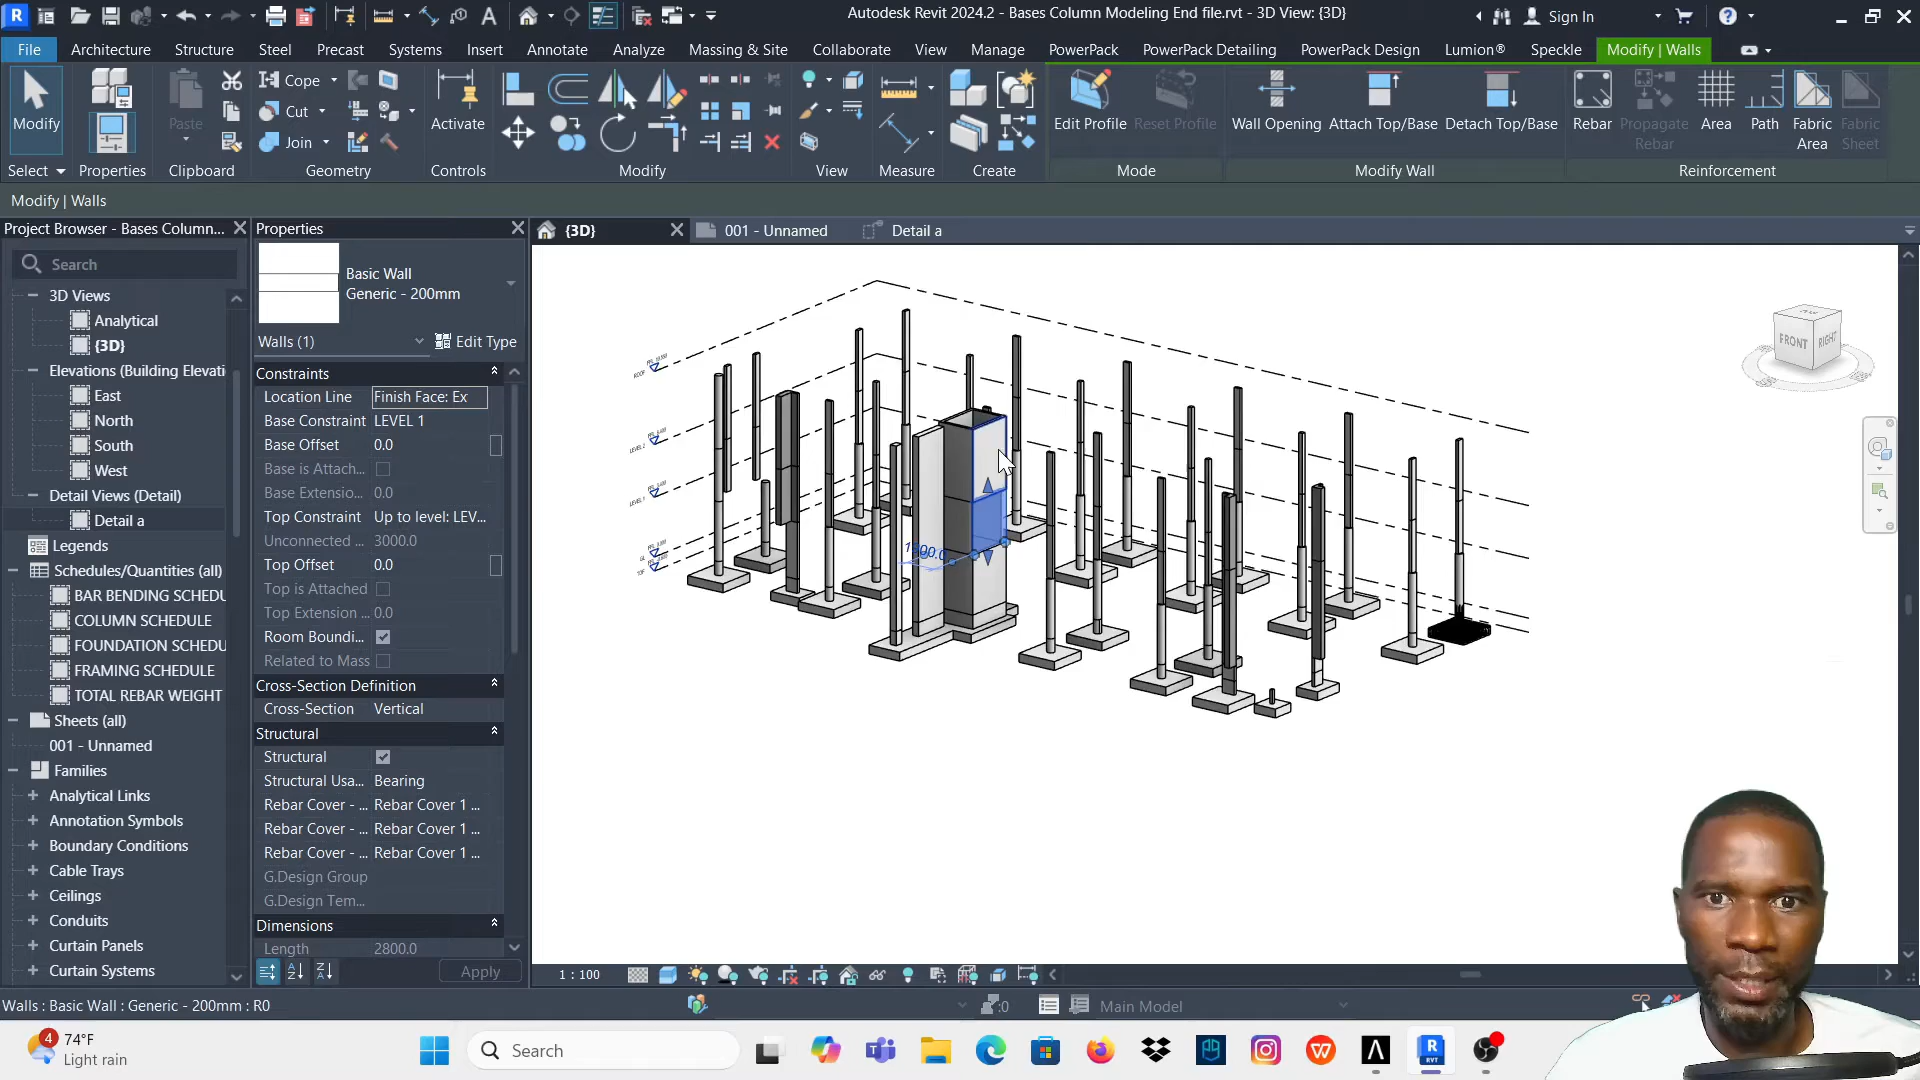 Autodesk Revit 2024.2 - Bases Column Modeling End file.rvt - 3D View: {3D}
Sign In
File Architecture Structure Steel Precast Systems Insert Annotate Analyze Massing & Site Collaborate View Manage PowerPack PowerPack Detailing PowerPack Design Lumion® Speckle Modify | Walls
Modify
Paste
Cope
Cut
Join
Activate
Edit Profile Reset Profile
Wall Opening Attach Top/Base Detach Top/Base
Rebar Propagate Rebar Area Path Fabric Area Fabric Sheet
Select Properties Clipboard Geometry Controls Modify View Measure Create Mode Modify Wall Reinforcement
Modify | Walls
Project Browser - Bases Column...
Search
3D Views
Analytical
{3D}
Elevations (Building Elevati
East
North
South
West
Detail Views (Detail)
Detail a
Legends
Schedules/Quantities (all)
BAR BENDING SCHEDU
COLUMN SCHEDULE
FOUNDATION SCHEDU
FRAMING SCHEDULE
TOTAL REBAR WEIGHT
Sheets (all)
001 - Unnamed
Families
Analytical Links
Annotation Symbols
Boundary Conditions
Cable Trays
Ceilings
Conduits
Curtain Panels
Curtain Systems
Properties
Basic Wall
Generic - 200mm
Walls (1)
Edit Type
Constraints
Location Line Finish Face: Ex
Base Constraint LEVEL 1
Base Offset 0.0
Base is Attach...
Base Extensio... 0.0
Top Constraint Up to level: LEV...
Unconnected ... 3000.0
Top Offset 0.0
Top is Attached
Top Extension ... 0.0
Room Boundi...
Related to Mass
Cross-Section Definition
Cross-Section Vertical
Structural
Structural
Structural Usa... Bearing
Rebar Cover - ... Rebar Cover 1 ...
Rebar Cover - ... Rebar Cover 1 ...
Rebar Cover - ... Rebar Cover 1 ...
G.Design Group
G.Design Tem...
Dimensions
Length 2800.0
Apply
{3D}
001 - Unnamed
Detail a
FRONT
RIGHT
1 : 100
Walls : Basic Wall : Generic - 200mm : R0
:0
Main Model
4
74°F
Light rain
Search